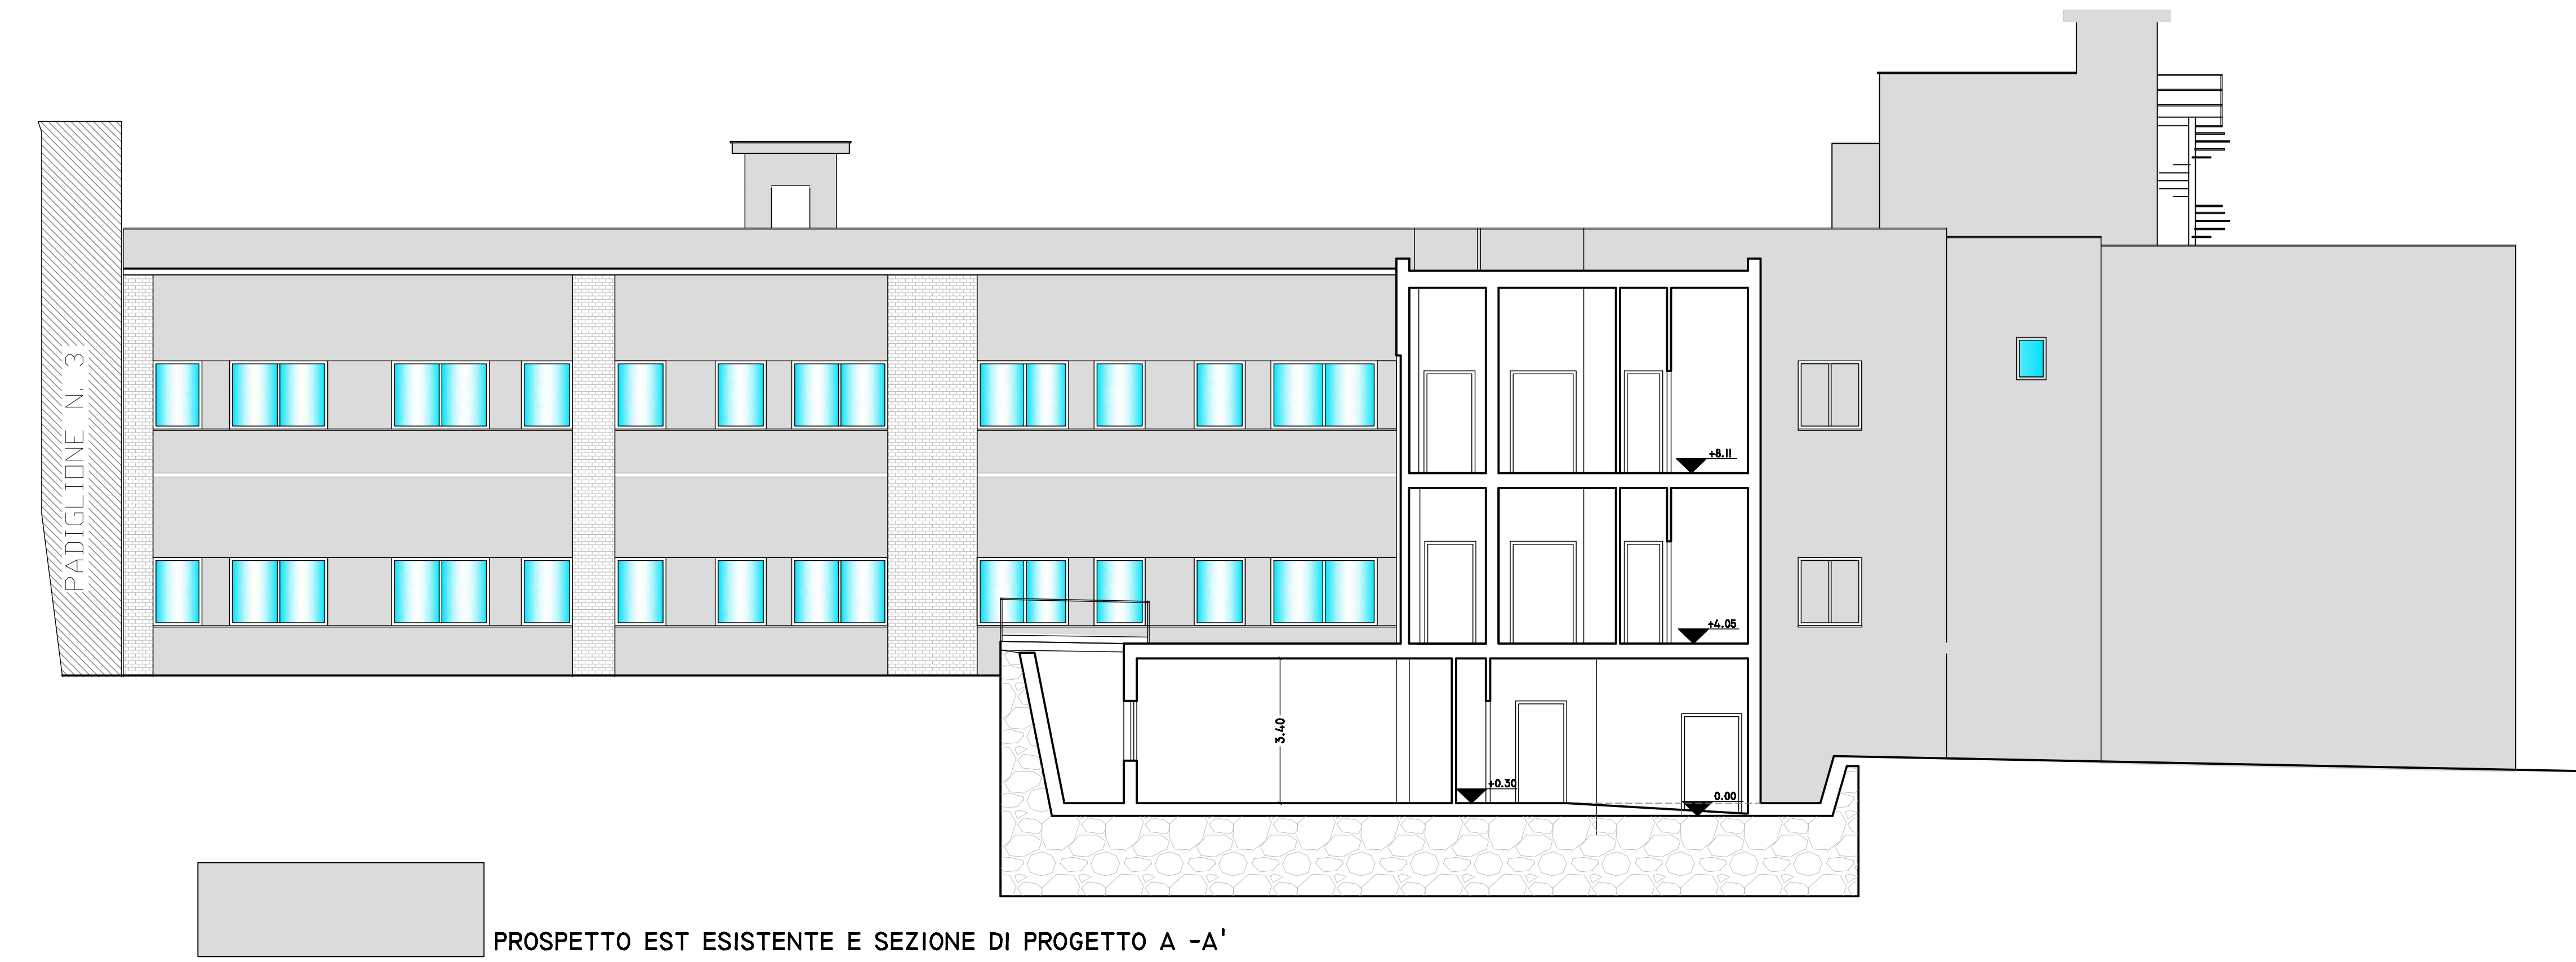 PADIGLIONE N. 3
+8.11
+4.05
3.40
+0.30
0.00
PROSPETTO EST ESISTENTE E SEZIONE DI PROGETTO A -A'